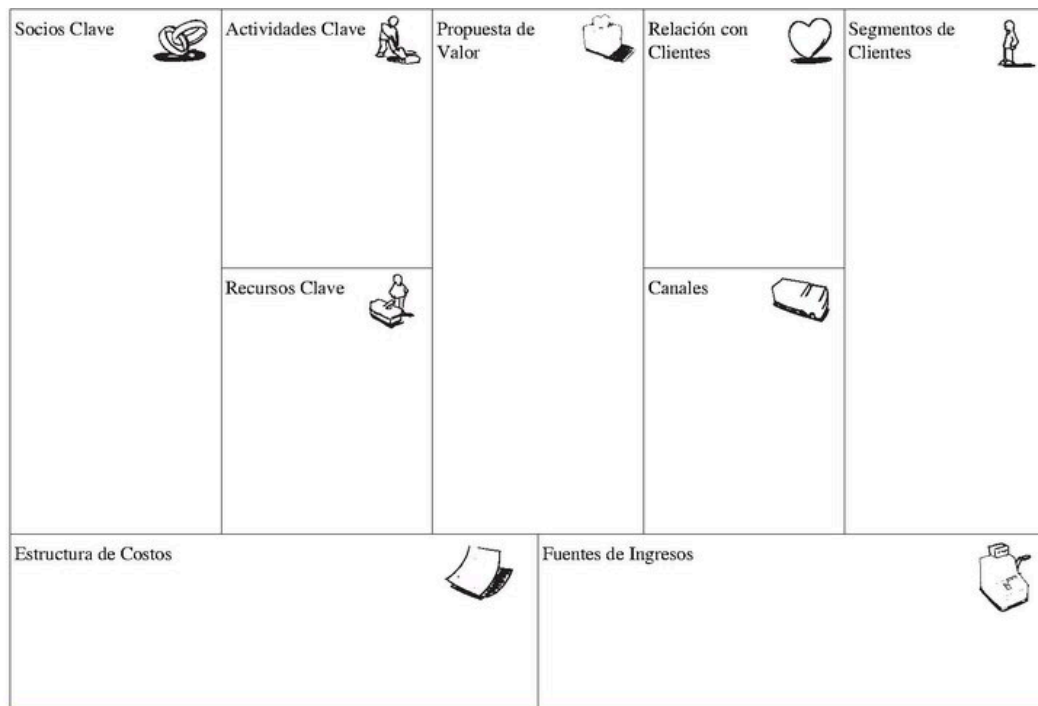 Socios Clave
Actividades Clave
Propuesta de
Valor
Relación con
Clientes
Segmentos de
Clientes
Recursos Clave
Canales
Estructura de Costos
Fuentes de Ingresos